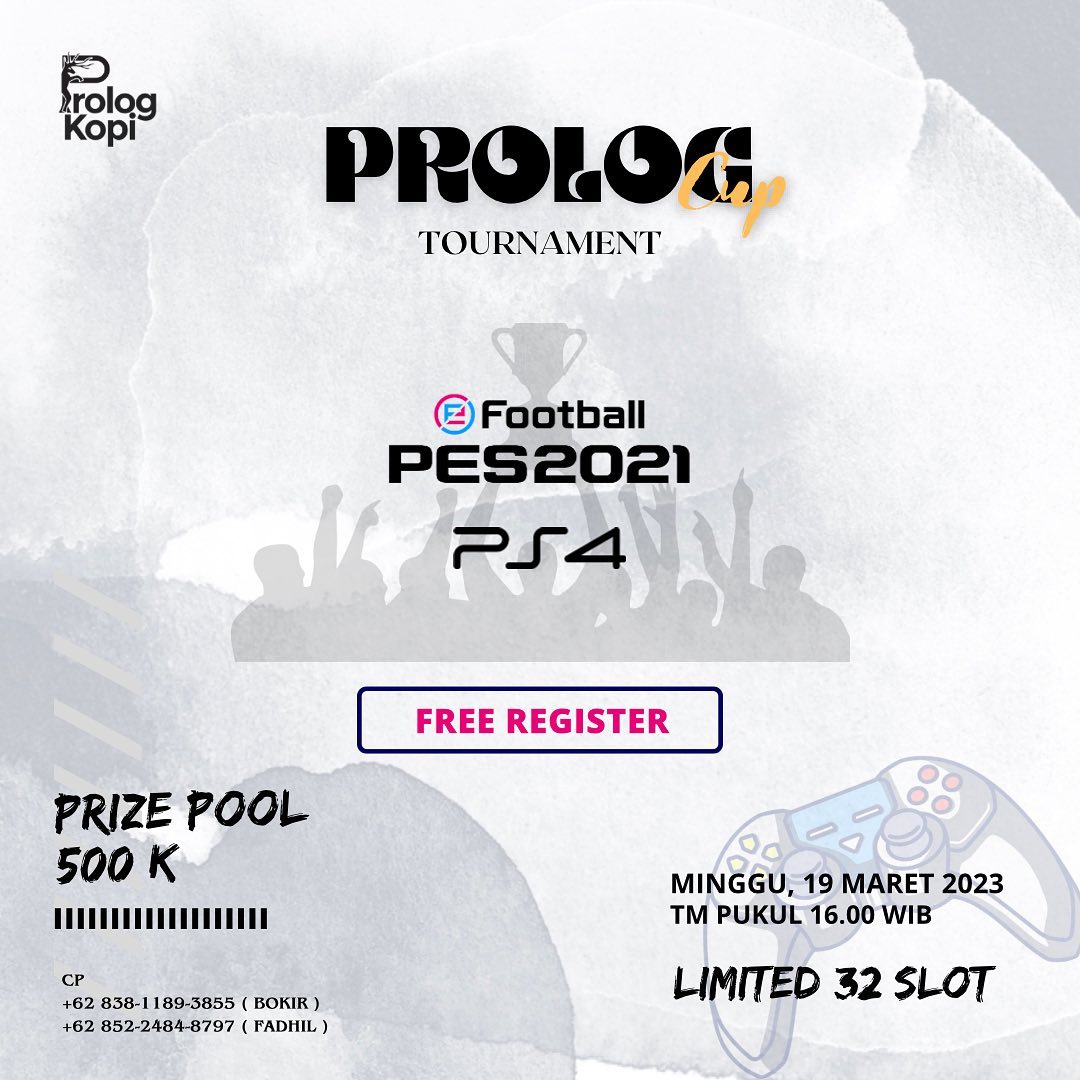 Prolog
Kopi
PROLOG
Cup
TOURNAMENT
eFootball
PES2021
PS4
FREE REGISTER
PRIZE POOL
500 K
MINGGU, 19 MARET 2023
TM PUKUL 16.00 WIB
LIMITED 32 SLOT
CP
+62 838-1189-3855 ( BOKIR )
+62 852-2484-8797 ( FADHIL )